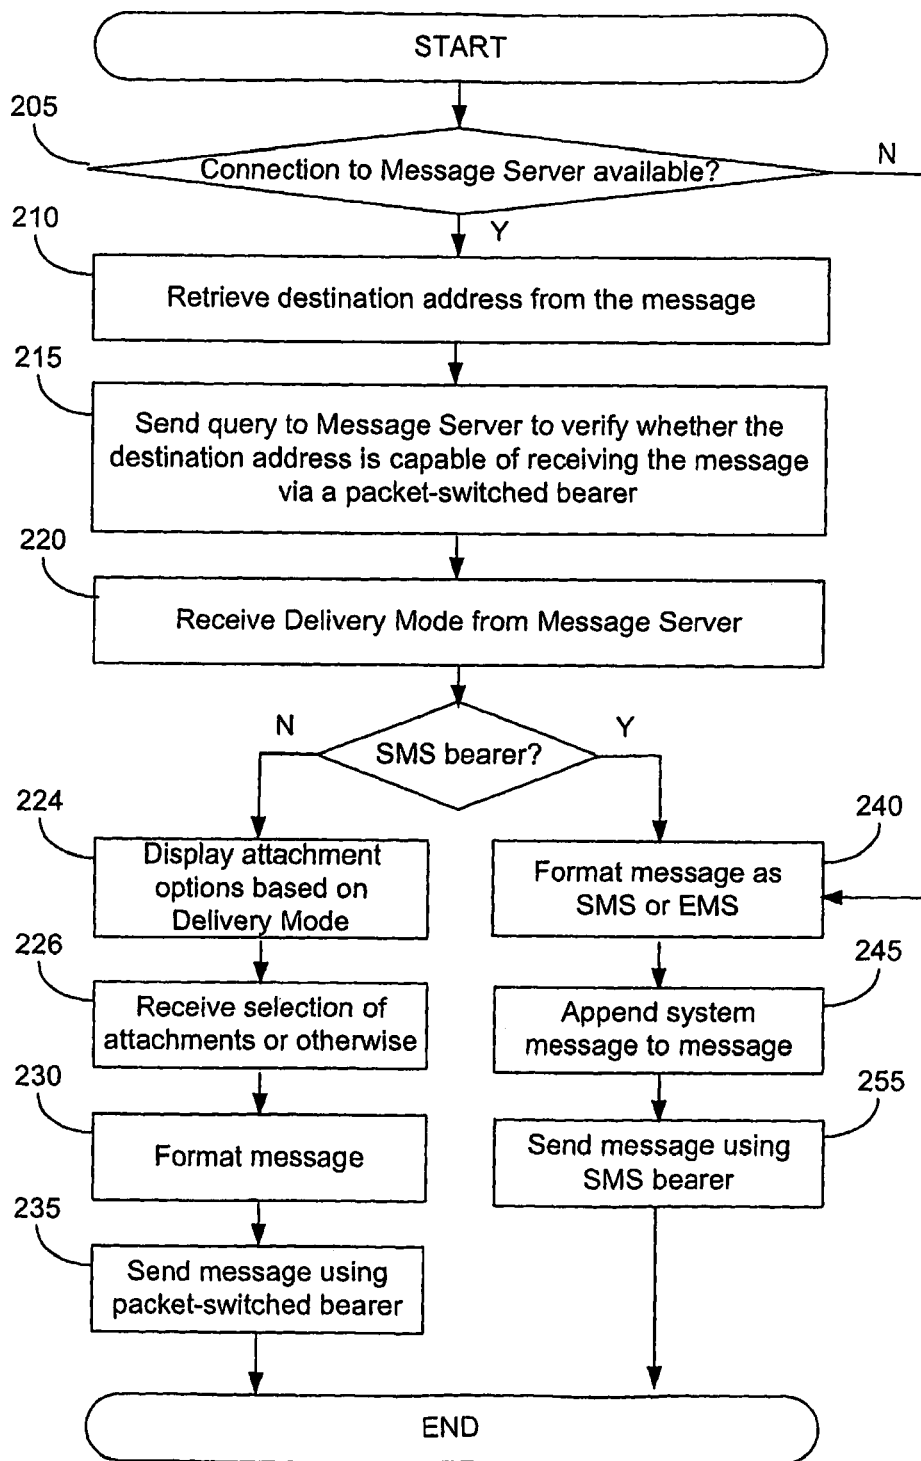 START
205
Connection to Message Server available?
N
Y
210
Retrieve destination address from the message
215
Send query to Message Server to verify whether the
destination address is capable of receiving the message
via a packet-switched bearer
220
Receive Delivery Mode from Message Server
N
SMS bearer?
Y
224
Display attachment
options based on
Delivery Mode
226
Receive selection of
attachments or otherwise
230
Format message
235
Send message using
packet-switched bearer
240
Format message as
SMS or EMS
245
Append system
message to message
255
Send message using
SMS bearer
END